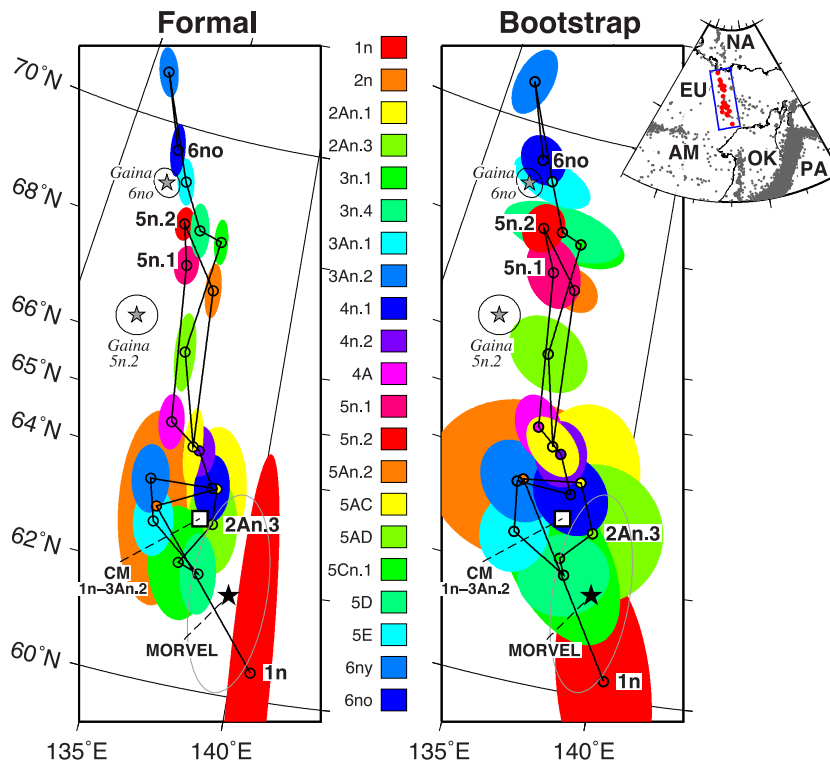 Formal
Bootstrap
70°N
68°N
66°N
65°N
64°N
62°N
60°N
135°E
140°E
6no
Gaina
6no
5n.2
5n.1
Gaina
5n.2
2An.3
CM
1n–3An.2
MORVEL
1n
1n
2n
2An.1
2An.3
3n.1
3n.4
3An.1
3An.2
4n.1
4n.2
4A
5n.1
5n.2
5An.2
5AC
5AD
5Cn.1
5D
5E
6ny
6no
6no
Gaina
6no
5n.2
5n.1
Gaina
5n.2
2An.3
CM
1n–3An.2
MORVEL
1n
135°E
140°E
NA
EU
AM
OK
PA